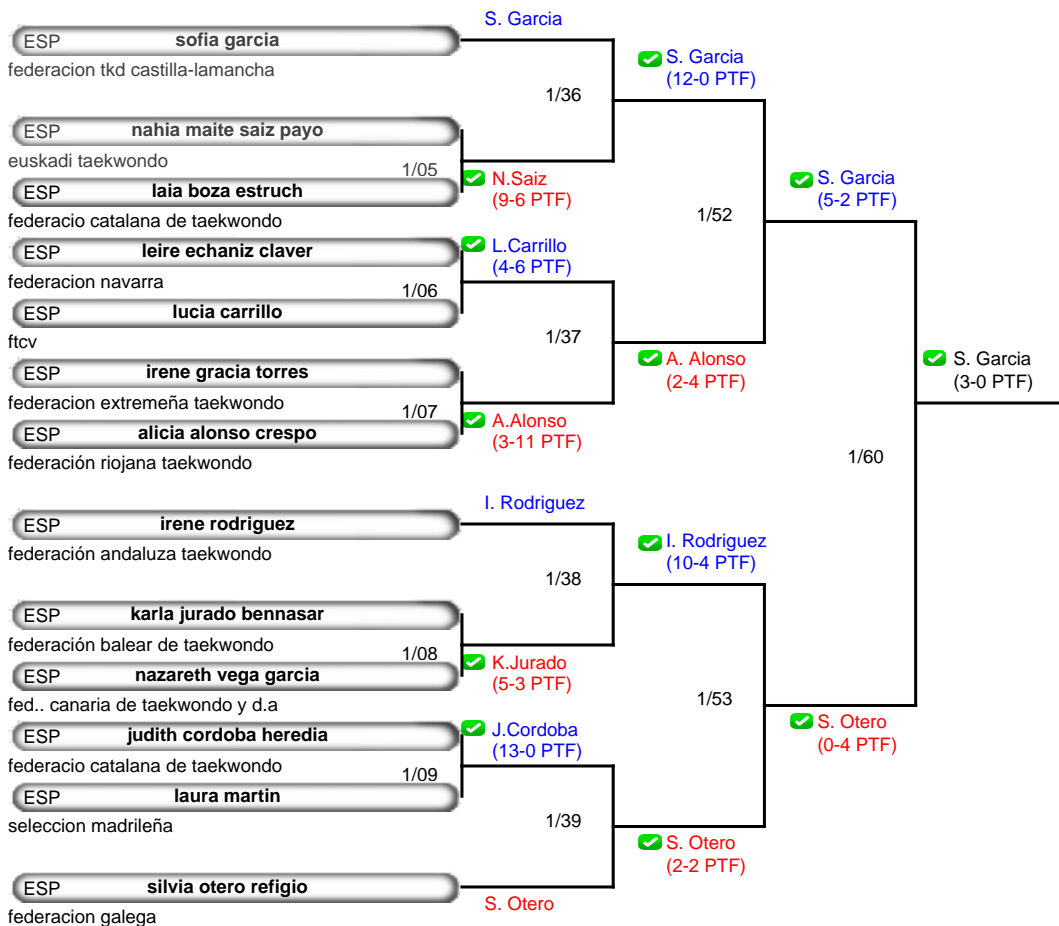 S. Garcia
ESP sofia garcia
federacion tkd castilla-lamancha
S. Garcia
(12-0 PTF)
1/36
ESP nahia maite saiz payo
euskadi taekwondo
1/05
N.Saiz
(9-6 PTF)
ESP laia boza estruch
federacio catalana de taekwondo
S. Garcia
(5-2 PTF)
1/52
ESP leire echaniz claver
federacion navarra
L.Carrillo
(4-6 PTF)
1/06
ESP lucia carrillo
ftcv
1/37
ESP irene gracia torres
federacion extremeña taekwondo
A. Alonso
(2-4 PTF)
1/07
ESP alicia alonso crespo
federación riojana taekwondo
A.Alonso
(3-11 PTF)
S. Garcia
(3-0 PTF)
1/60
I. Rodriguez
ESP irene rodriguez
federación andaluza taekwondo
I. Rodriguez
(10-4 PTF)
1/38
ESP karla jurado bennasar
federación balear de taekwondo
1/08
K.Jurado
(5-3 PTF)
ESP nazareth vega garcia
fed.. canaria de taekwondo y d.a
1/53
S. Otero
(0-4 PTF)
ESP judith cordoba heredia
federacio catalana de taekwondo
J.Cordoba
(13-0 PTF)
1/09
ESP laura martin
seleccion madrileña
1/39
S. Otero
(2-2 PTF)
ESP silvia otero refigio
federacion galega
S. Otero